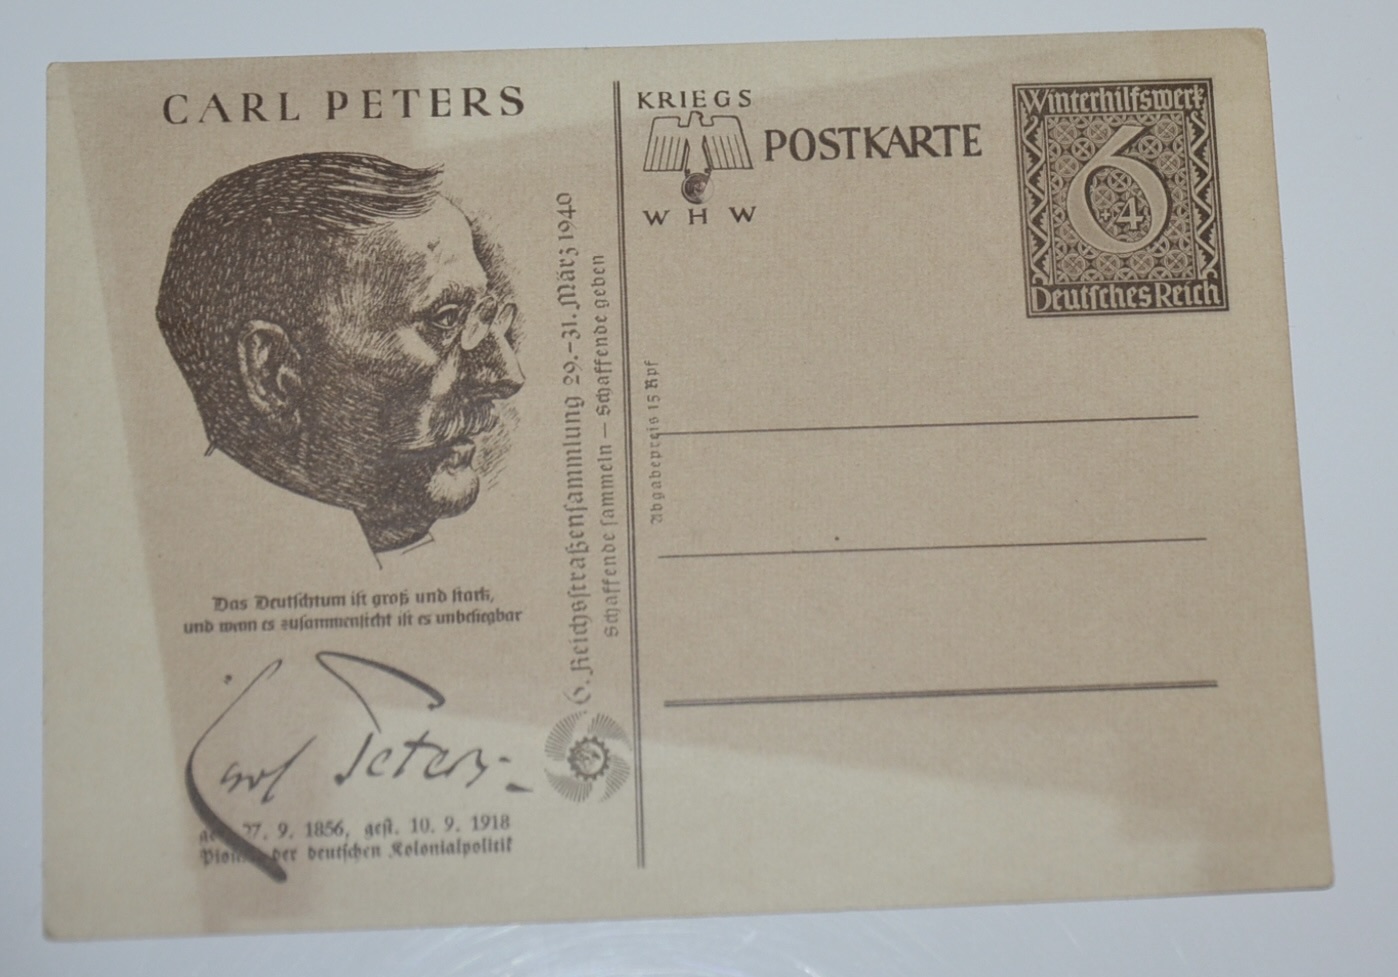 CARL PETERS
Das Deutschtum ist groß und stark,
und wenn es zusammensteht ist es unbesiegbar
Carl Peters
27. 9. 1856, gest. 10. 9. 1918
der deutschen Kolonialpolitik
6. Reichsstraßensammlung 29.–31. März 1940
Schaffende sammeln – Schaffende geben
KRIEGS
WHW
POSTKARTE
Winterhilfswerk
6
+4
Deutsches Reich
Abgabepreis 15 Rpf